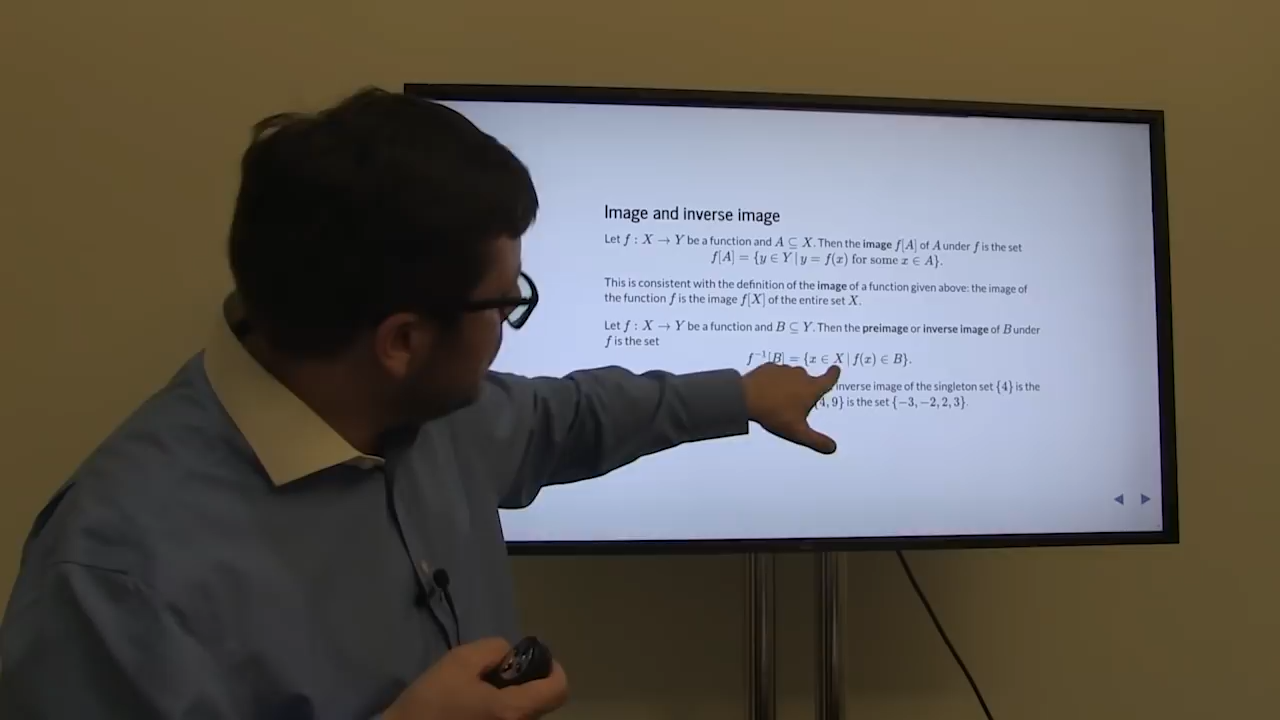 Image and inverse image
Let f : X → Y be a function and A ⊆ X. Then the image f[A] of A under f is the set
f[A] = {y ∈ Y | y = f(x) for some x ∈ A}.
This is consistent with the definition of the image of a function given above: the image of
the function f is the image f[X] of the entire set X.
Let f : X → Y be a function and B ⊆ Y. Then the preimage or inverse image of B under
f is the set
f⁻¹[B] = {x ∈ X | f(x) ∈ B}.
inverse image of the singleton set {4} is the
4, 9} is the set {−3, −2, 2, 3}.